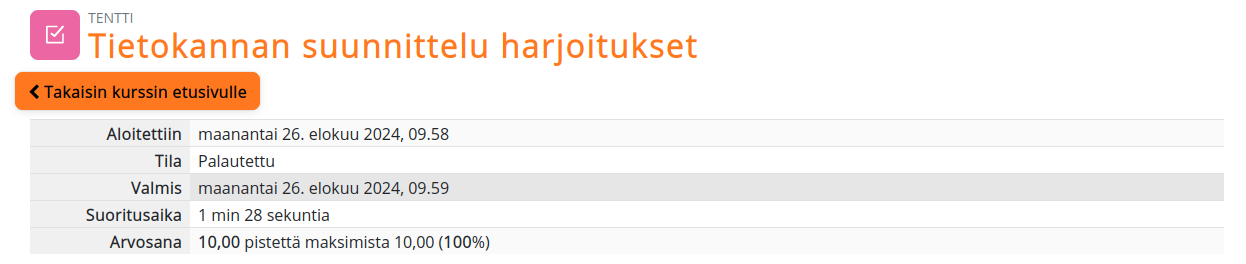 TENTTI
Tietokannan suunnittelu harjoitukset
Takaisin kurssin etusivulle
Aloitettiin maanantai 26. elokuu 2024, 09.58
Tila Palautettu
Valmis maanantai 26. elokuu 2024, 09.59
Suoritusaika 1 min 28 sekuntia
Arvosana 10,00 pistettä maksimista 10,00 (100%)